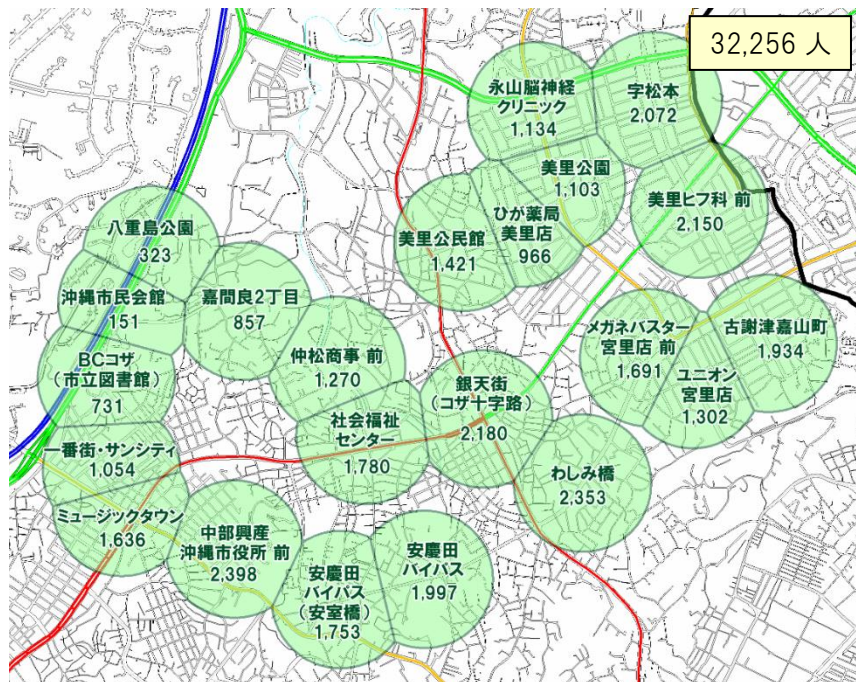 32,256 人
永山脳神経
クリニック
1,134
字松本
2,072
美里公園
1,103
美里ヒフ科 前
2,150
ひが薬局
美里店
966
美里公民館
1,421
八重島公園
323
沖縄市民会館
151
嘉間良2丁目
857
BCコザ
(市立図書館)
731
仲松商事 前
1,270
メガネバスター
宮里店 前
1,691
古謝津嘉山町
1,934
ユニオン
宮里店
1,302
銀天街
(コザ十字路)
2,180
社会福祉
センター
1,780
一番街・サンシティ
1,054
わしみ橋
2,353
ミュージックタウン
1,636
中部興産
沖縄市役所 前
2,398
安慶田
バイパス
(安室橋)
1,753
安慶田
バイパス
1,997